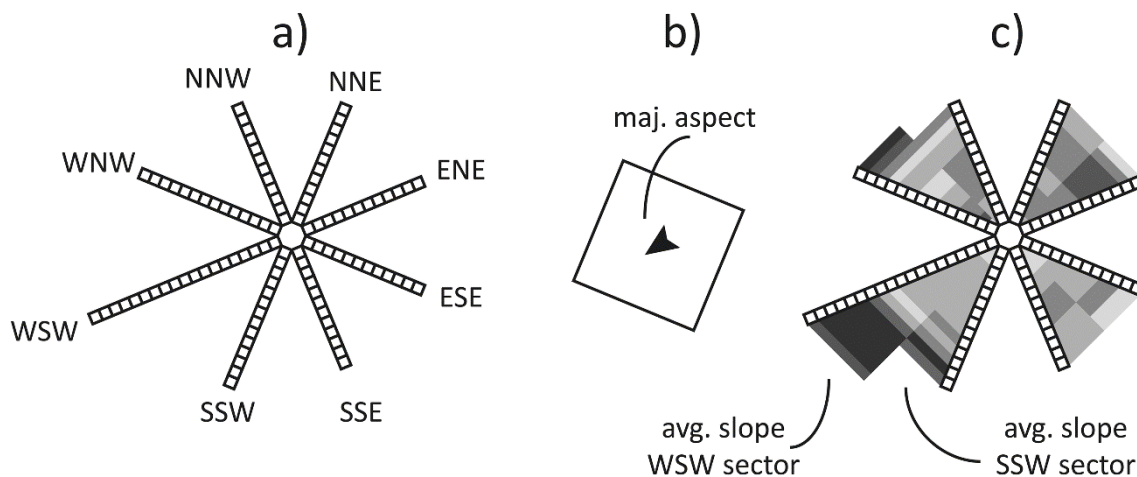 a)
b)
c)
NNW
NNE
WNW
ENE
WSW
ESE
SSW
SSE
maj. aspect
avg. slope
WSW sector
avg. slope
SSW sector